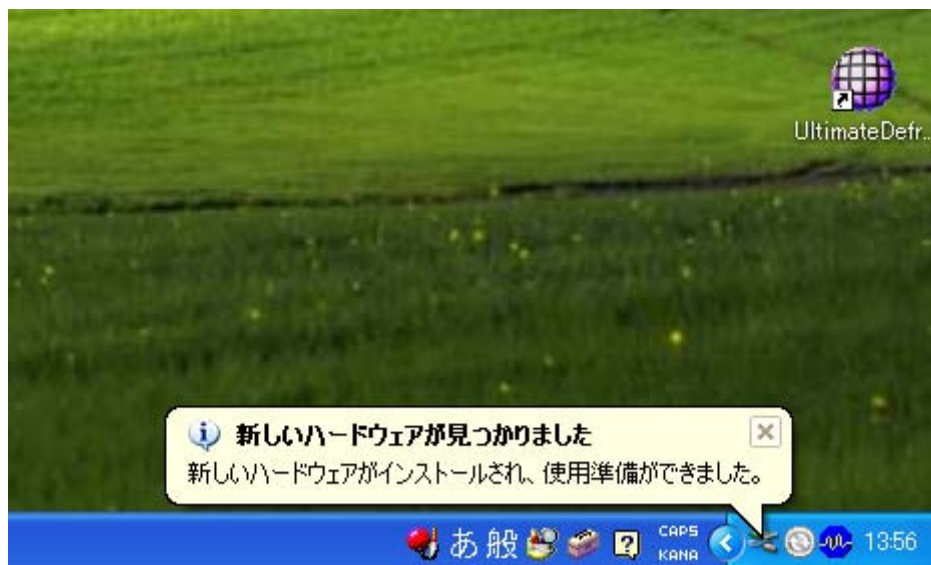 UltimateDefr...
新しいハードウェアが見つかりました
新しいハードウェアがインストールされ、使用準備ができました。
あ 般 CAPS
KANA
13:56